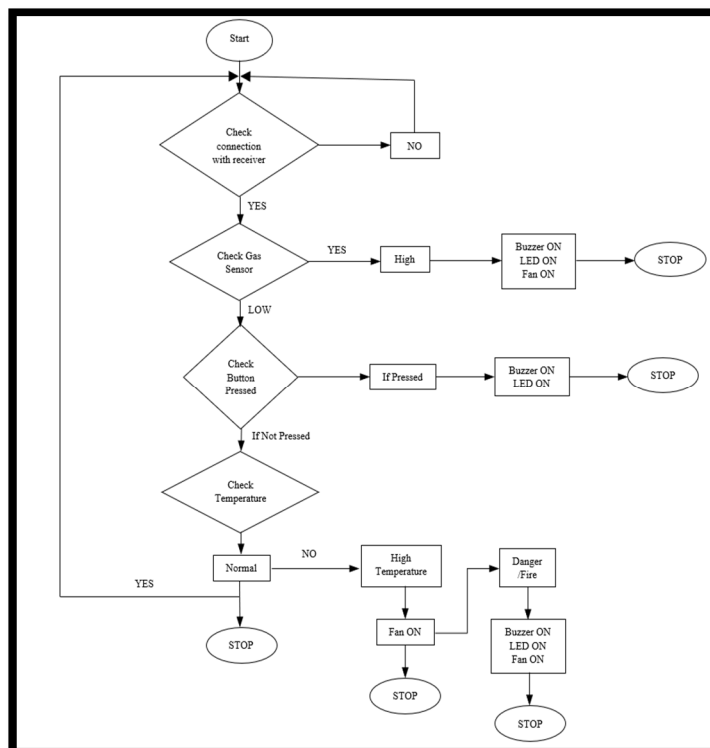 Start
Check
connection
with receiver
NO
YES
Check Gas
Sensor
YES
High
Buzzer ON
LED ON
Fan ON
STOP
LOW
Check
Button
Pressed
If Pressed
Buzzer ON
LED ON
STOP
If Not Pressed
Check
Temperature
Normal
NO
High
Temperature
Danger
/Fire
YES
Fan ON
Buzzer ON
LED ON
Fan ON
STOP
STOP
STOP